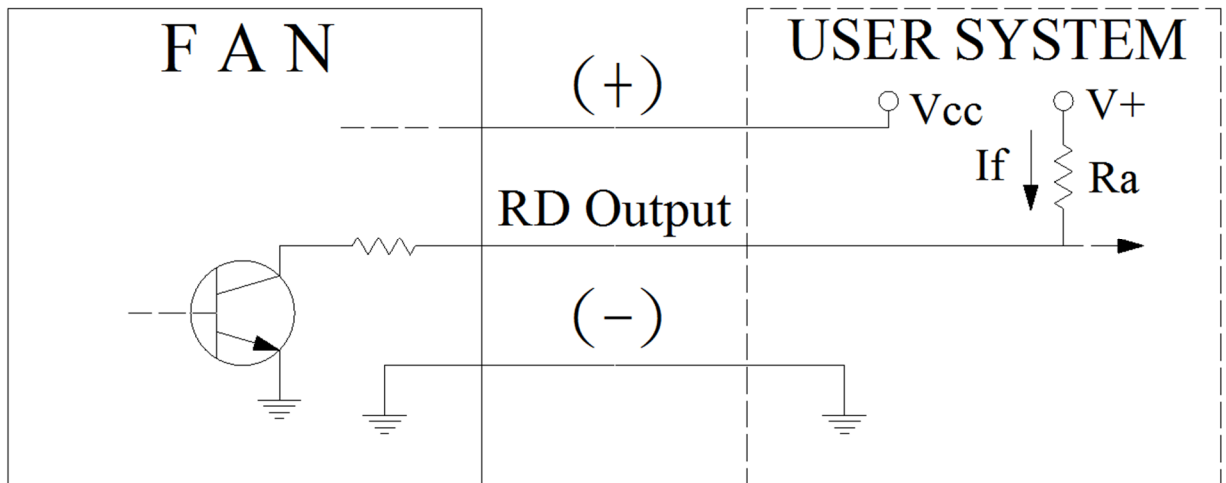 F A N
USER SYSTEM
(+)
Vcc
V+
If
Ra
RD Output
(-)